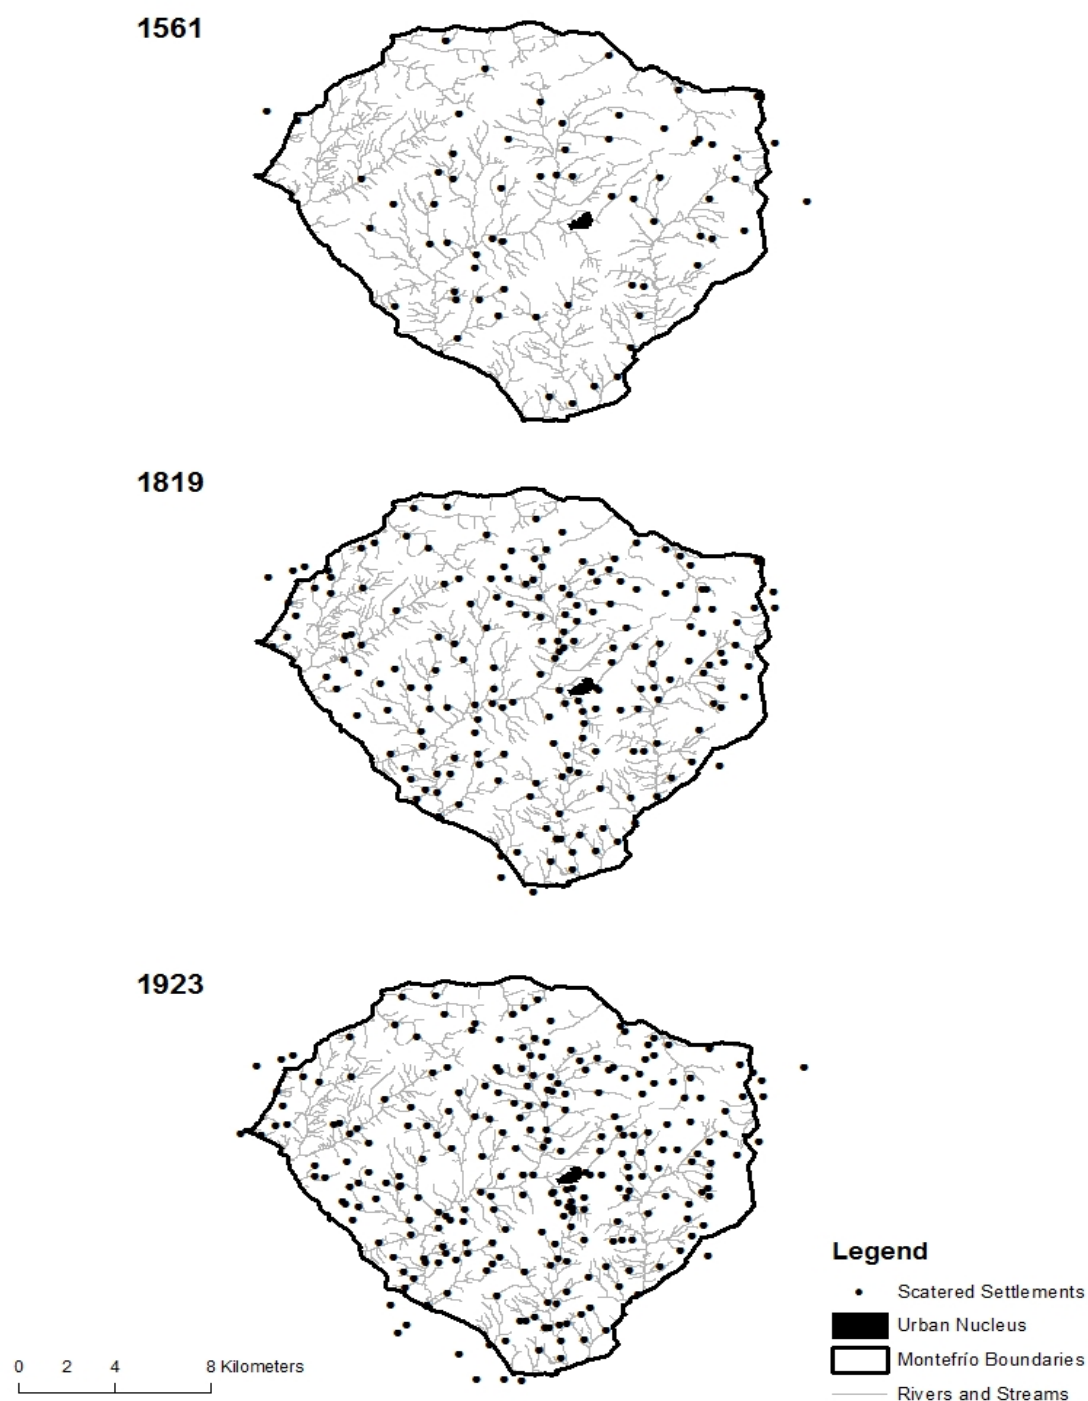 1561
1819
1923
Legend
Scatered Settlements
Urban Nucleus
Montefrío Boundaries
Rivers and Streams
0 2 4 8 Kilometers